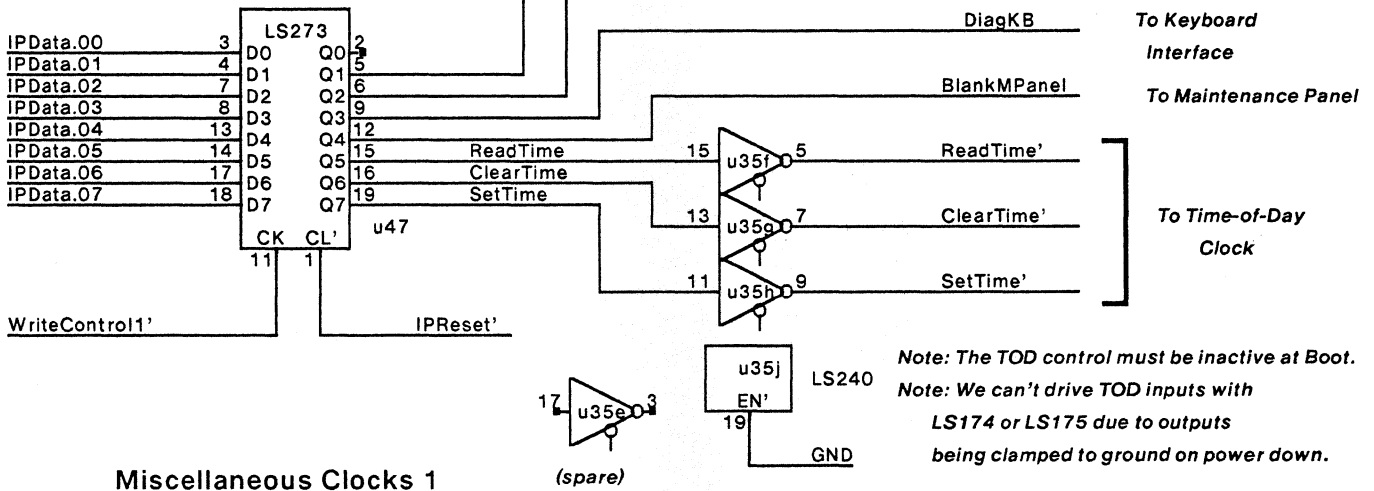 LS273
DiagKB
To Keyboard
Interface
IPData.00 3 D0 Q0 2
IPData.01 4 D1 Q1 5
IPData.02 7 D2 Q2 6
IPData.03 8 D3 Q3 9
BlankMPanel
To Maintenance Panel
IPData.04 13 D4 Q4 12
IPData.05 14 D5 Q5 15 ReadTime 15 u35f 5 ReadTime'
IPData.06 17 D6 Q6 16 ClearTime
IPData.07 18 D7 Q7 19 SetTime
13 u35g 7 ClearTime'
To Time-of-Day
Clock
u47
CK CL'
11 1
11 u35h 9 SetTime'
WriteControl1' IPReset'
u35j LS240
EN'
19
GND
17 u35e 3
(spare)
Note: The TOD control must be inactive at Boot.
Note: We can't drive TOD inputs with
LS174 or LS175 due to outputs
being clamped to ground on power down.
Miscellaneous Clocks 1